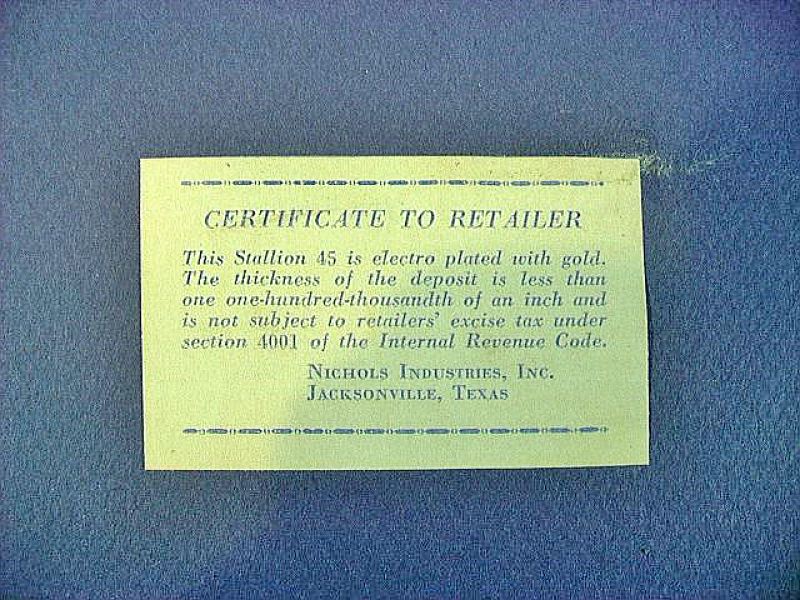 CERTIFICATE TO RETAILER
This Stallion 45 is electro plated with gold.
The thickness of the deposit is less than
one one-hundred-thousandth of an inch and
is not subject to retailers' excise tax under
section 4001 of the Internal Revenue Code.
NICHOLS INDUSTRIES, INC.
JACKSONVILLE, TEXAS